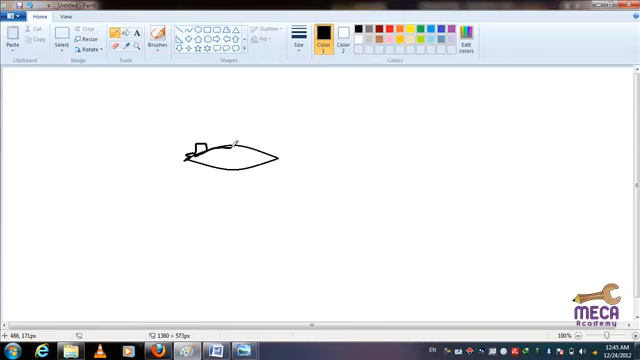 Untitled - Paint
Home View
Paste
Cut
Copy
Clipboard
Select
Crop
Resize
Rotate
Image
Tools
Brushes
Shapes
Outline
Fill
Size
Color 1
Color 2
Colors
Edit colors
MECA
Academy
486, 171px
1360 × 573px
100%
EN
12:45 AM
12/24/2012